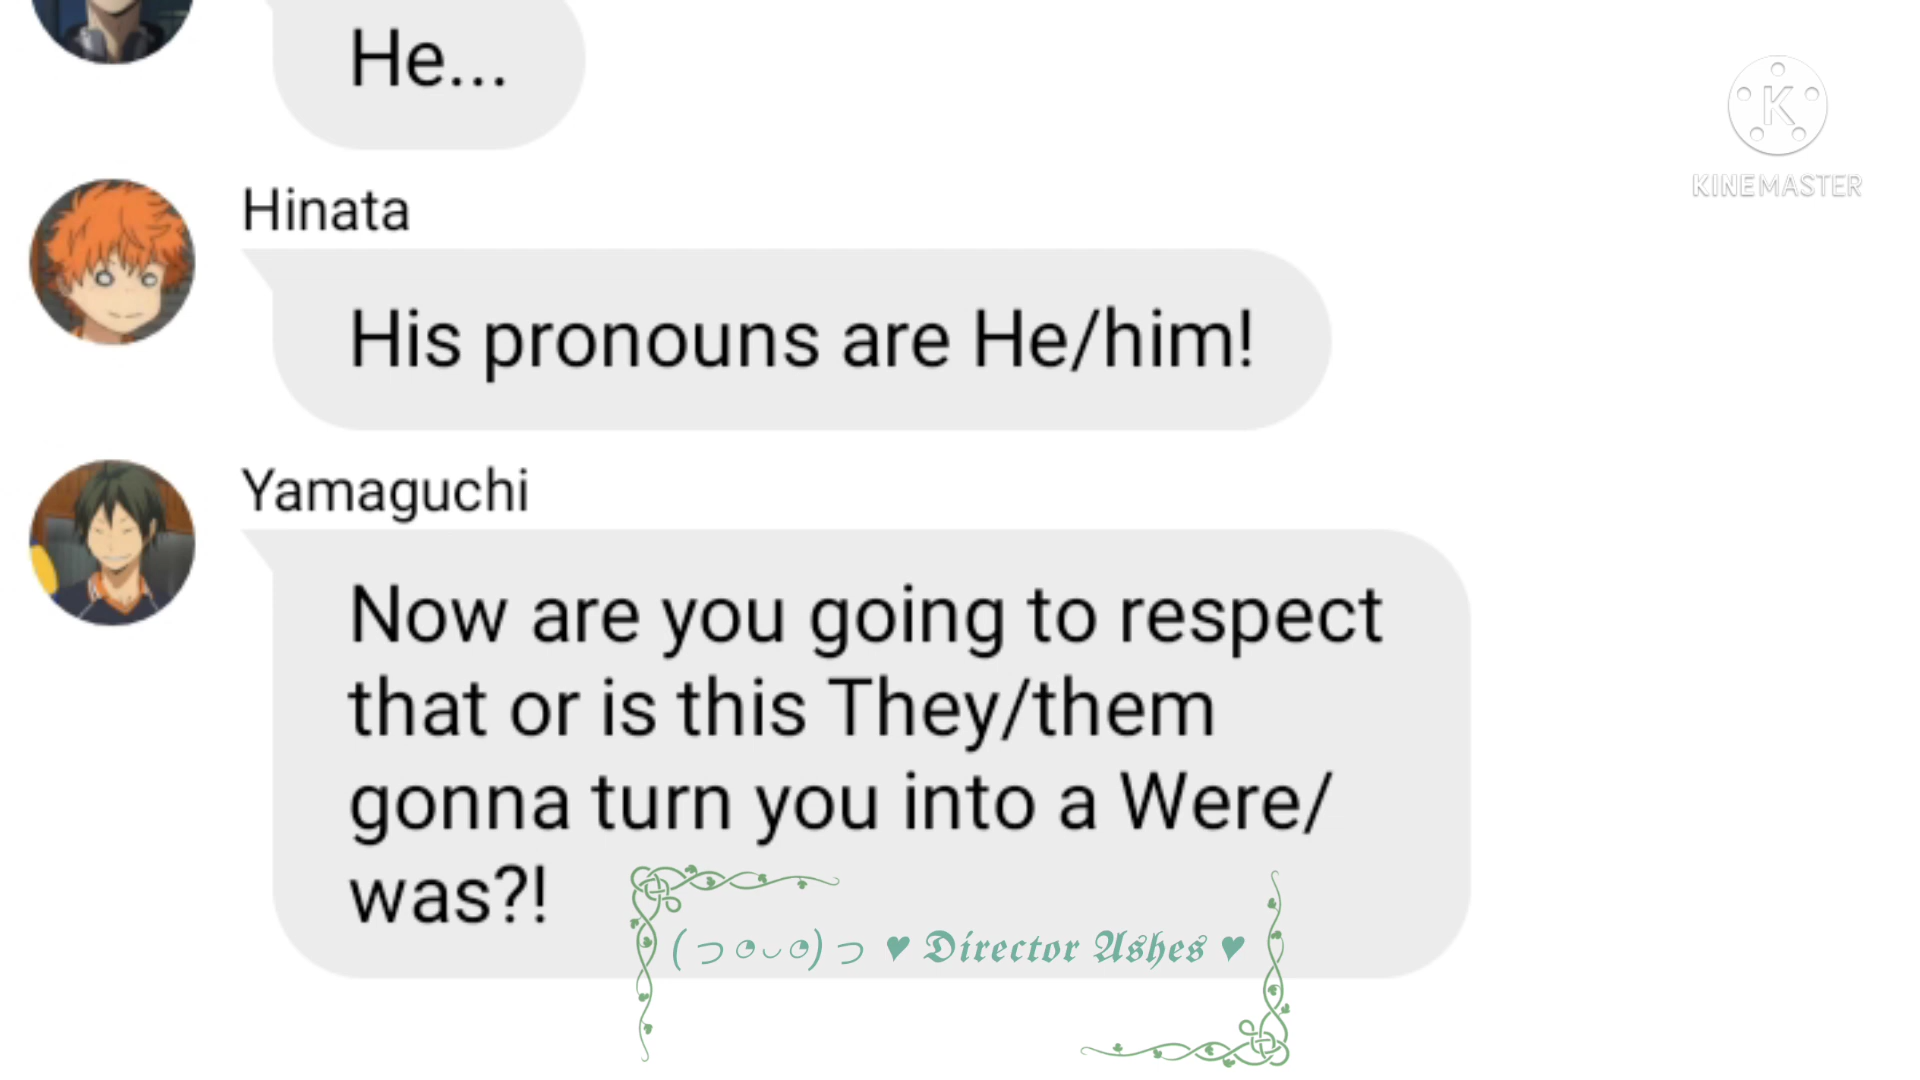 He...
Hinata
His pronouns are He/him!
Yamaguchi
Now are you going to respect
that or is this They/them
gonna turn you into a Were/
was?!
(つ◔◡◔)つ ♥ Director Ashes ♥
K
KINEMASTER